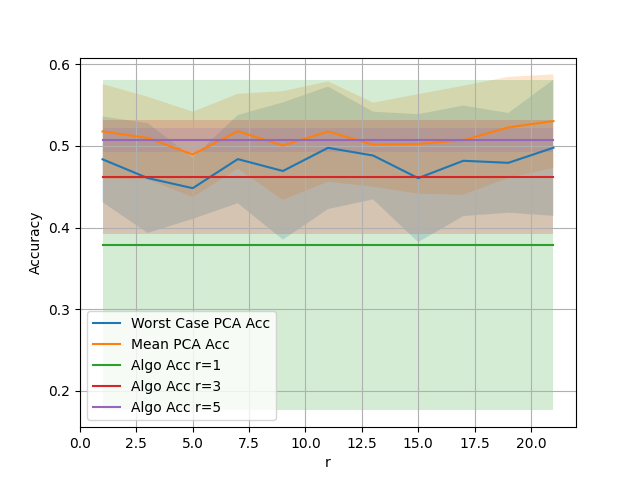 0.6
0.5
0.4
0.3
0.2
Accuracy
Worst Case PCA Acc
Mean PCA Acc
Algo Acc r=1
Algo Acc r=3
Algo Acc r=5
0.0 2.5 5.0 7.5 10.0 12.5 15.0 17.5 20.0
r